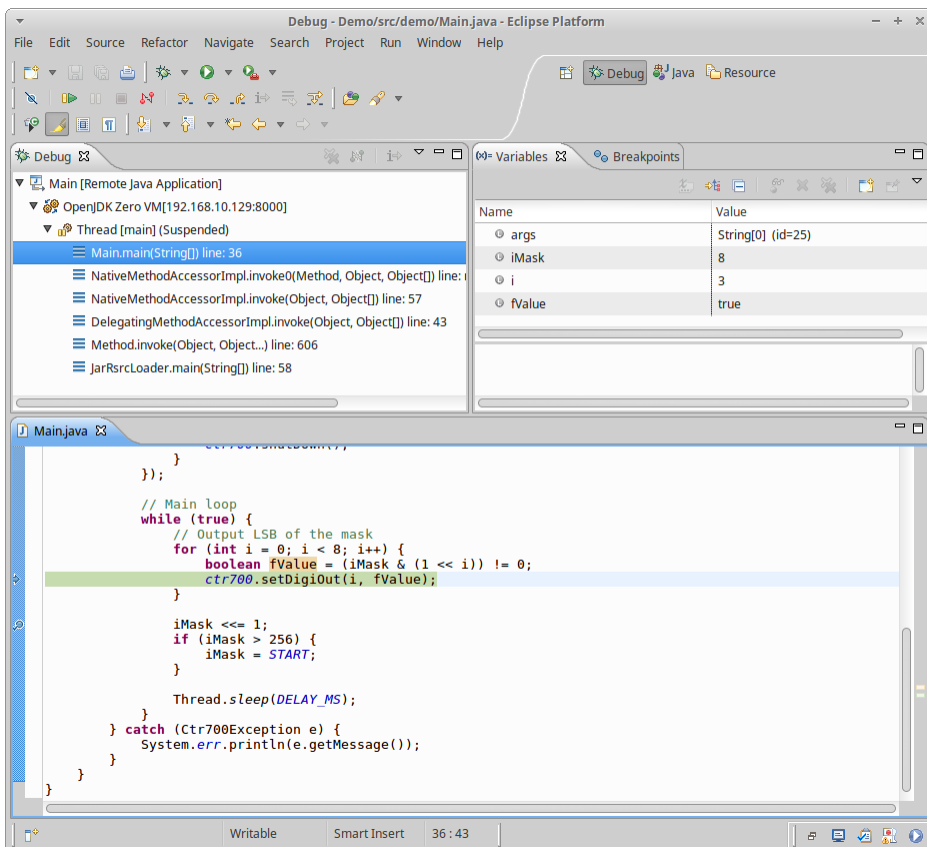 Debug - Demo/src/demo/Main.java - Eclipse Platform
File Edit Source Refactor Navigate Search Project Run Window Help
Debug Java Resource
Debug
Main [Remote Java Application]
OpenJDK Zero VM[192.168.10.129:8000]
Thread [main] (Suspended)
Main.main(String[]) line: 36
NativeMethodAccessorImpl.invoke0(Method, Object, Object[]) line:
NativeMethodAccessorImpl.invoke(Object, Object[]) line: 57
DelegatingMethodAccessorImpl.invoke(Object, Object[]) line: 43
Method.invoke(Object, Object...) line: 606
JarRsrcLoader.main(String[]) line: 58
(x)= Variables Breakpoints
Name Value
args String[0] (id=25)
iMask 8
i 3
fValue true
Main.java
}
});
// Main loop
while (true) {
// Output LSB of the mask
for (int i = 0; i < 8; i++) {
boolean fValue = (iMask & (1 << i)) != 0;
ctr700.setDigiOut(i, fValue);
}
iMask <<= 1;
if (iMask > 256) {
iMask = START;
}
Thread.sleep(DELAY_MS);
}
} catch (Ctr700Exception e) {
System.err.println(e.getMessage());
}
}
}
Writable Smart Insert 36 : 43